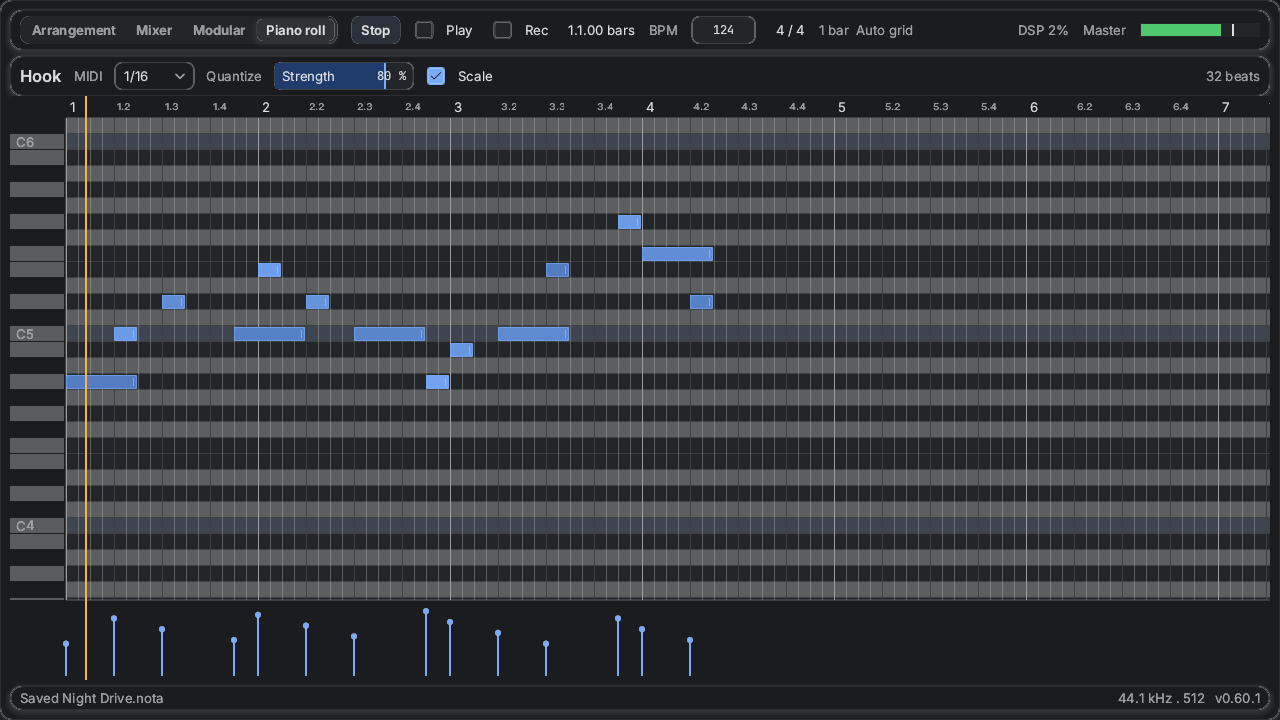 Arrangement Mixer Modular Piano roll Stop Play Rec 1.1.00 bars BPM 124 4 / 4 1 bar Auto grid DSP 2% Master
Hook MIDI 1/16 Quantize Strength 80 % Scale 32 beats
1 1.2 1.3 1.4 2 2.2 2.3 2.4 3 3.2 3.3 3.4 4 4.2 4.3 4.4 5 5.2 5.3 5.4 6 6.2 6.3 6.4 7
C6
C5
C4
Saved Night Drive.nota 44.1 kHz . 512 v0.60.1